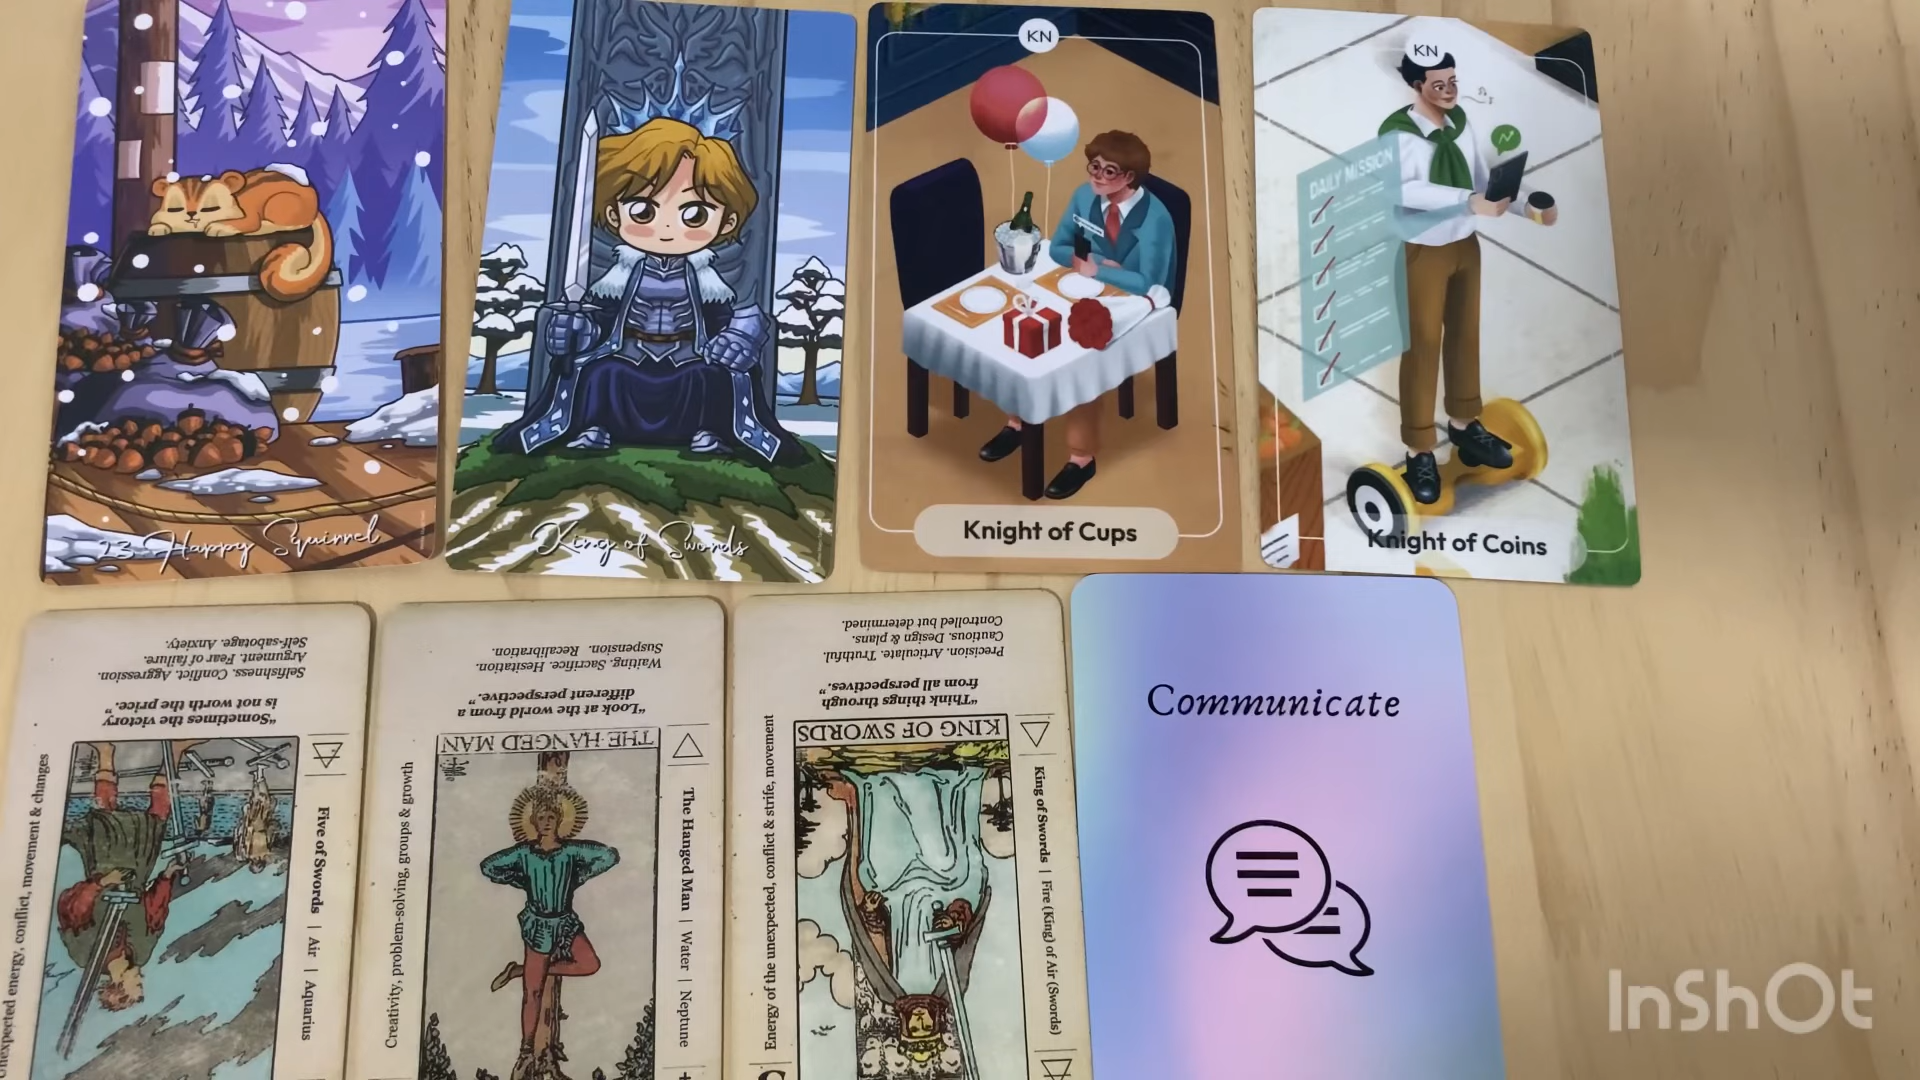 23 Happy Squirrel
King of Swords
KN
Knight of Cups
KN
DAILY MISSION
Knight of Coins
Self-sabotage. Anxiety.
Argument. Fear of failure.
Selfishness. Conflict. Aggression.
is not worth the price."
"Sometimes the victory
unexpected energy, conflict, movement & changes
Five of Swords | Air | Aquarius
Suspension. Recalibration.
Waiting. Sacrifice. Hesitation.
different perspective."
"Look at the world from a
THE HANGED MAN
Creativity, problem-solving, groups & growth
The Hanged Man | Water | Neptune
Controlled but determined.
Cautious. Design & plans.
Precision. Articulate. Truthful.
from all perspectives."
"Think things through
KING OF SWORDS
Energy of the unexpected, conflict & strife, movement
King of Swords | Fire (King) of Air (Swords)
Communicate
InShOt